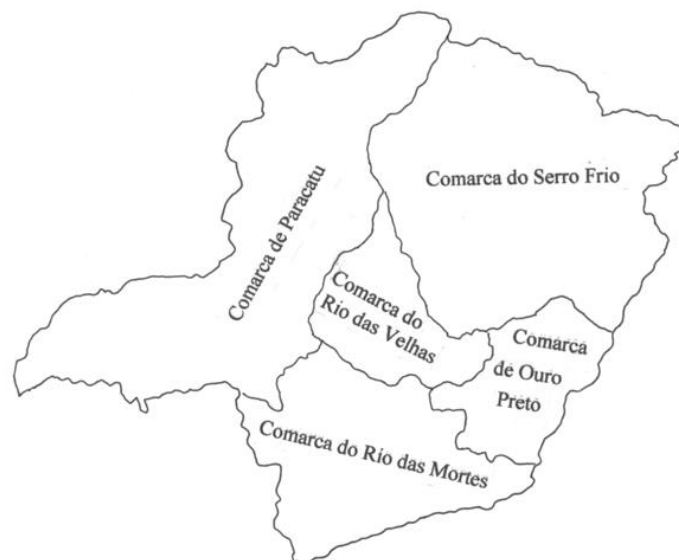 Comarca do Serro Frio
Comarca de Paracatu
Comarca do
Rio das Velhas
Comarca
de Ouro
Preto
Comarca do Rio das Mortes